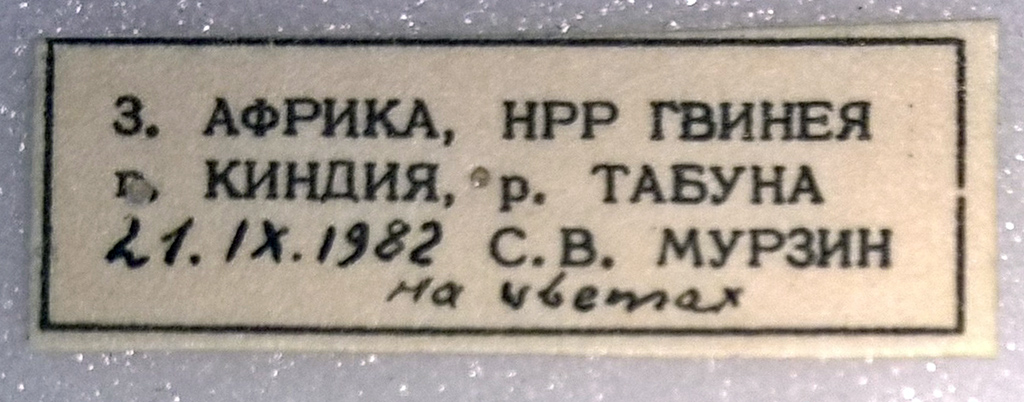 З. АФРИКА, НРР ГВИНЕЯ
г. КИНДИЯ, р. ТАБУНА
21. IX. 1982 С. В. МУРЗИН
на цветах